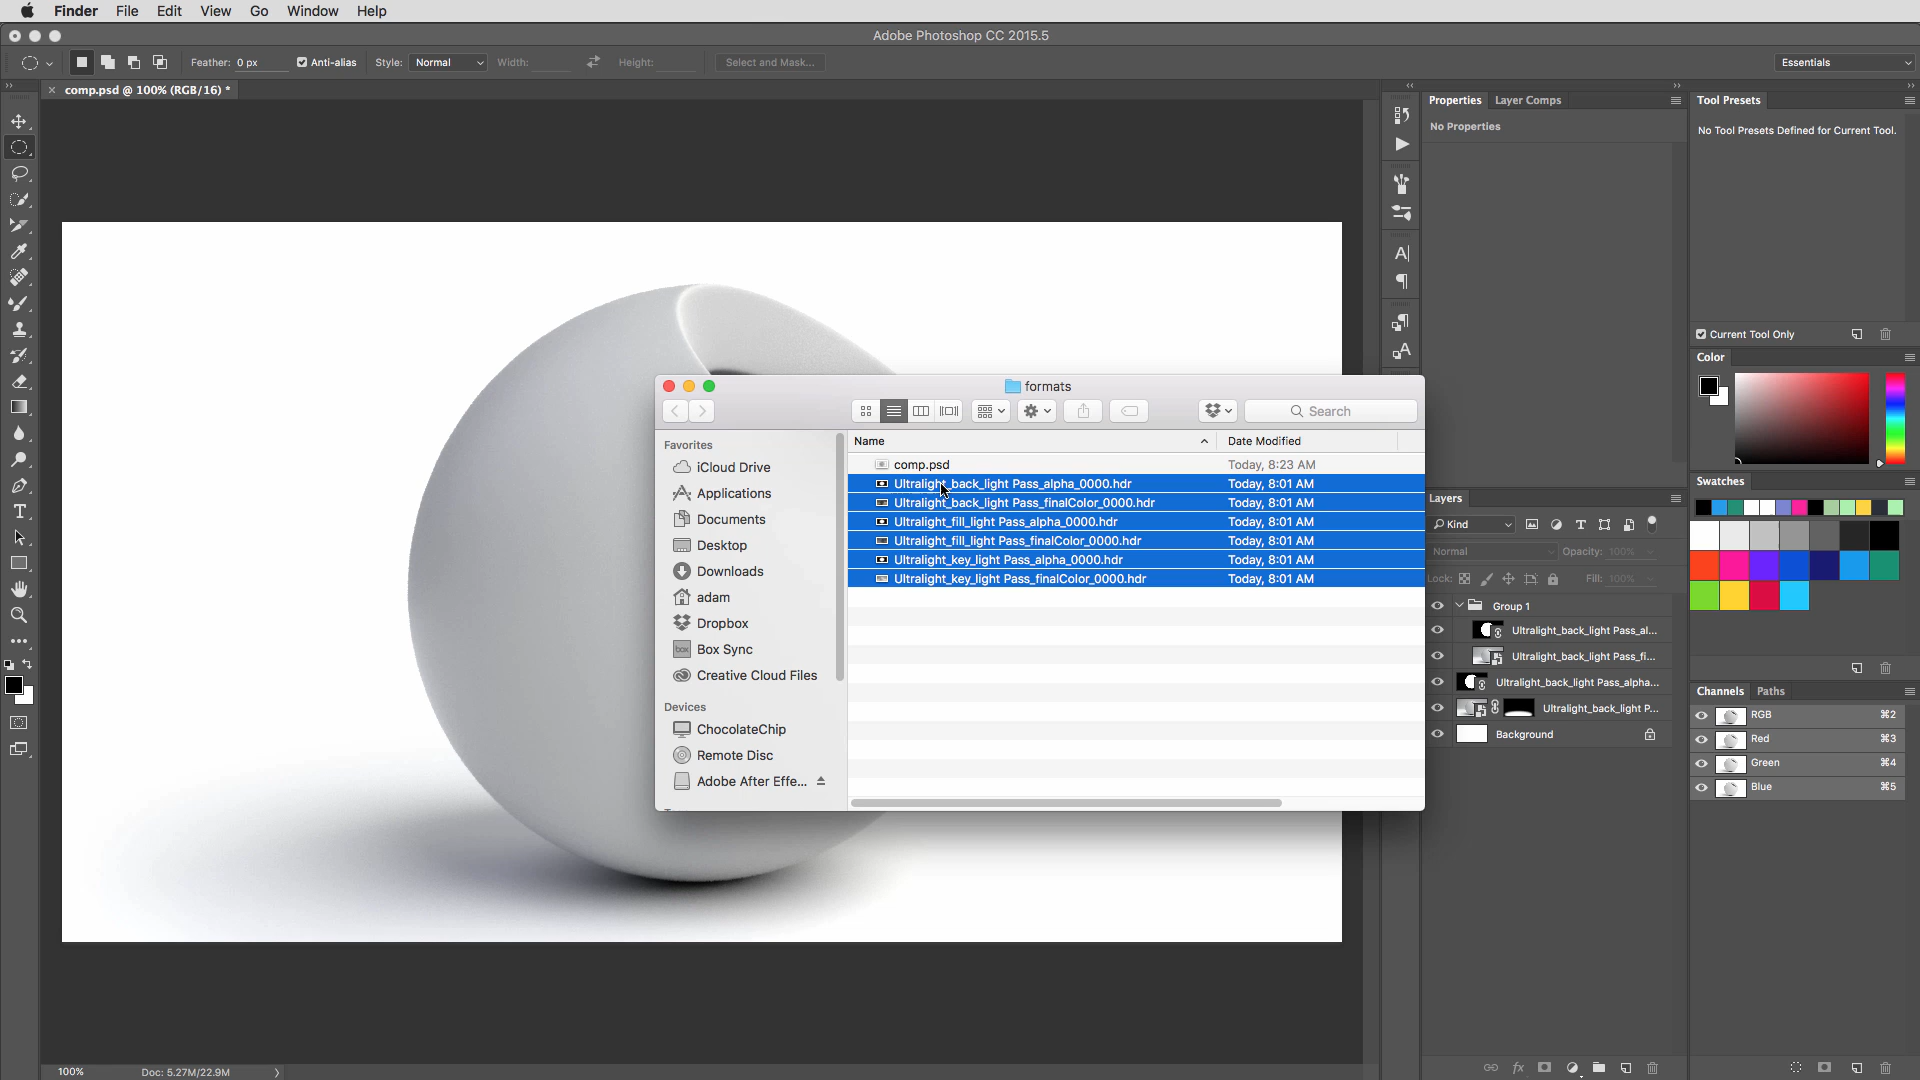 Finder File Edit View Go Window Help
Adobe Photoshop CC 2015.5
Feather: 0 px Anti-alias Style: Normal Width: Height: Select and Mask... Essentials
comp.psd @ 100% (RGB/16) *
Properties Layer Comps
No Properties
Tool Presets
No Tool Presets Defined for Current Tool.
Current Tool Only
Color
Swatches
formats
Search
Favorites
iCloud Drive
Applications
Documents
Desktop
Downloads
adam
Dropbox
Box Sync
Creative Cloud Files
Devices
ChocolateChip
Remote Disc
Adobe After Effe...
Name Date Modified
comp.psd Today, 8:23 AM
Ultralight_back_light Pass_alpha_0000.hdr Today, 8:01 AM
Ultralight_back_light Pass_finalColor_0000.hdr Today, 8:01 AM
Ultralight_fill_light Pass_alpha_0000.hdr Today, 8:01 AM
Ultralight_fill_light Pass_finalColor_0000.hdr Today, 8:01 AM
Ultralight_key_light Pass_alpha_0000.hdr Today, 8:01 AM
Ultralight_key_light Pass_finalColor_0000.hdr Today, 8:01 AM
Layers
Kind
Normal Opacity: 100%
Lock: Fill: 100%
Group 1
Ultralight_back_light Pass_al...
Ultralight_back_light Pass_fi...
Ultralight_back_light Pass_alpha...
Ultralight_back_light P...
Background
Channels Paths
RGB ⌘2
Red ⌘3
Green ⌘4
Blue ⌘5
100% Doc: 5.27M/22.9M